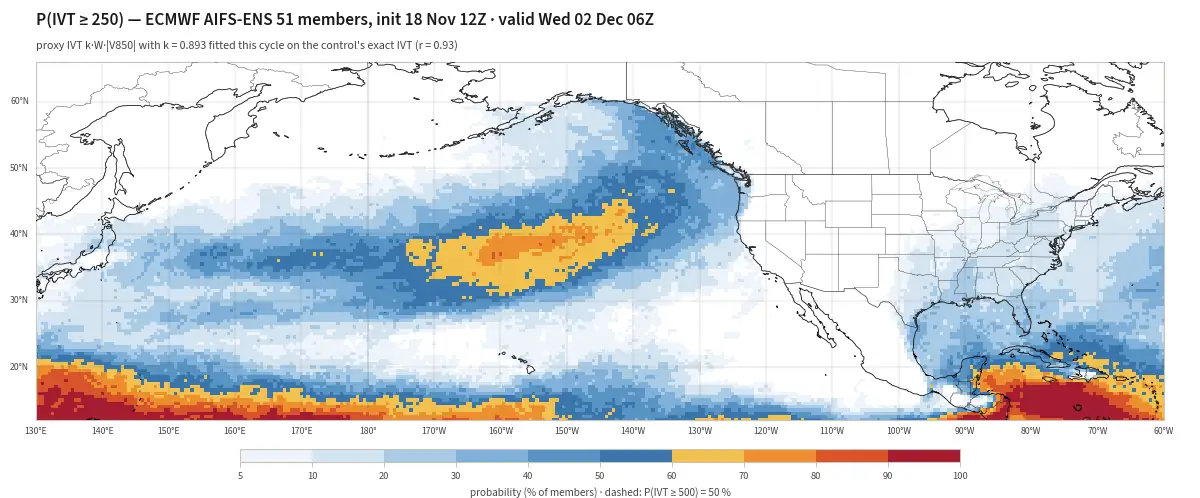 P(IVT ≥ 250) — ECMWF AIFS-ENS 51 members, init 18 Nov 12Z · valid Wed 02 Dec 06Z
proxy IVT k·W·|V850| with k = 0.893 fitted this cycle on the control's exact IVT (r = 0.93)
60°N
50°N
40°N
30°N
20°N
130°E 140°E 150°E 160°E 170°E 180° 170°W 160°W 150°W 140°W 130°W 120°W 110°W 100°W 90°W 80°W 70°W 60°W
5 10 20 30 40 50 60 70 80 90 100
probability (% of members) · dashed: P(IVT ≥ 500) = 50 %